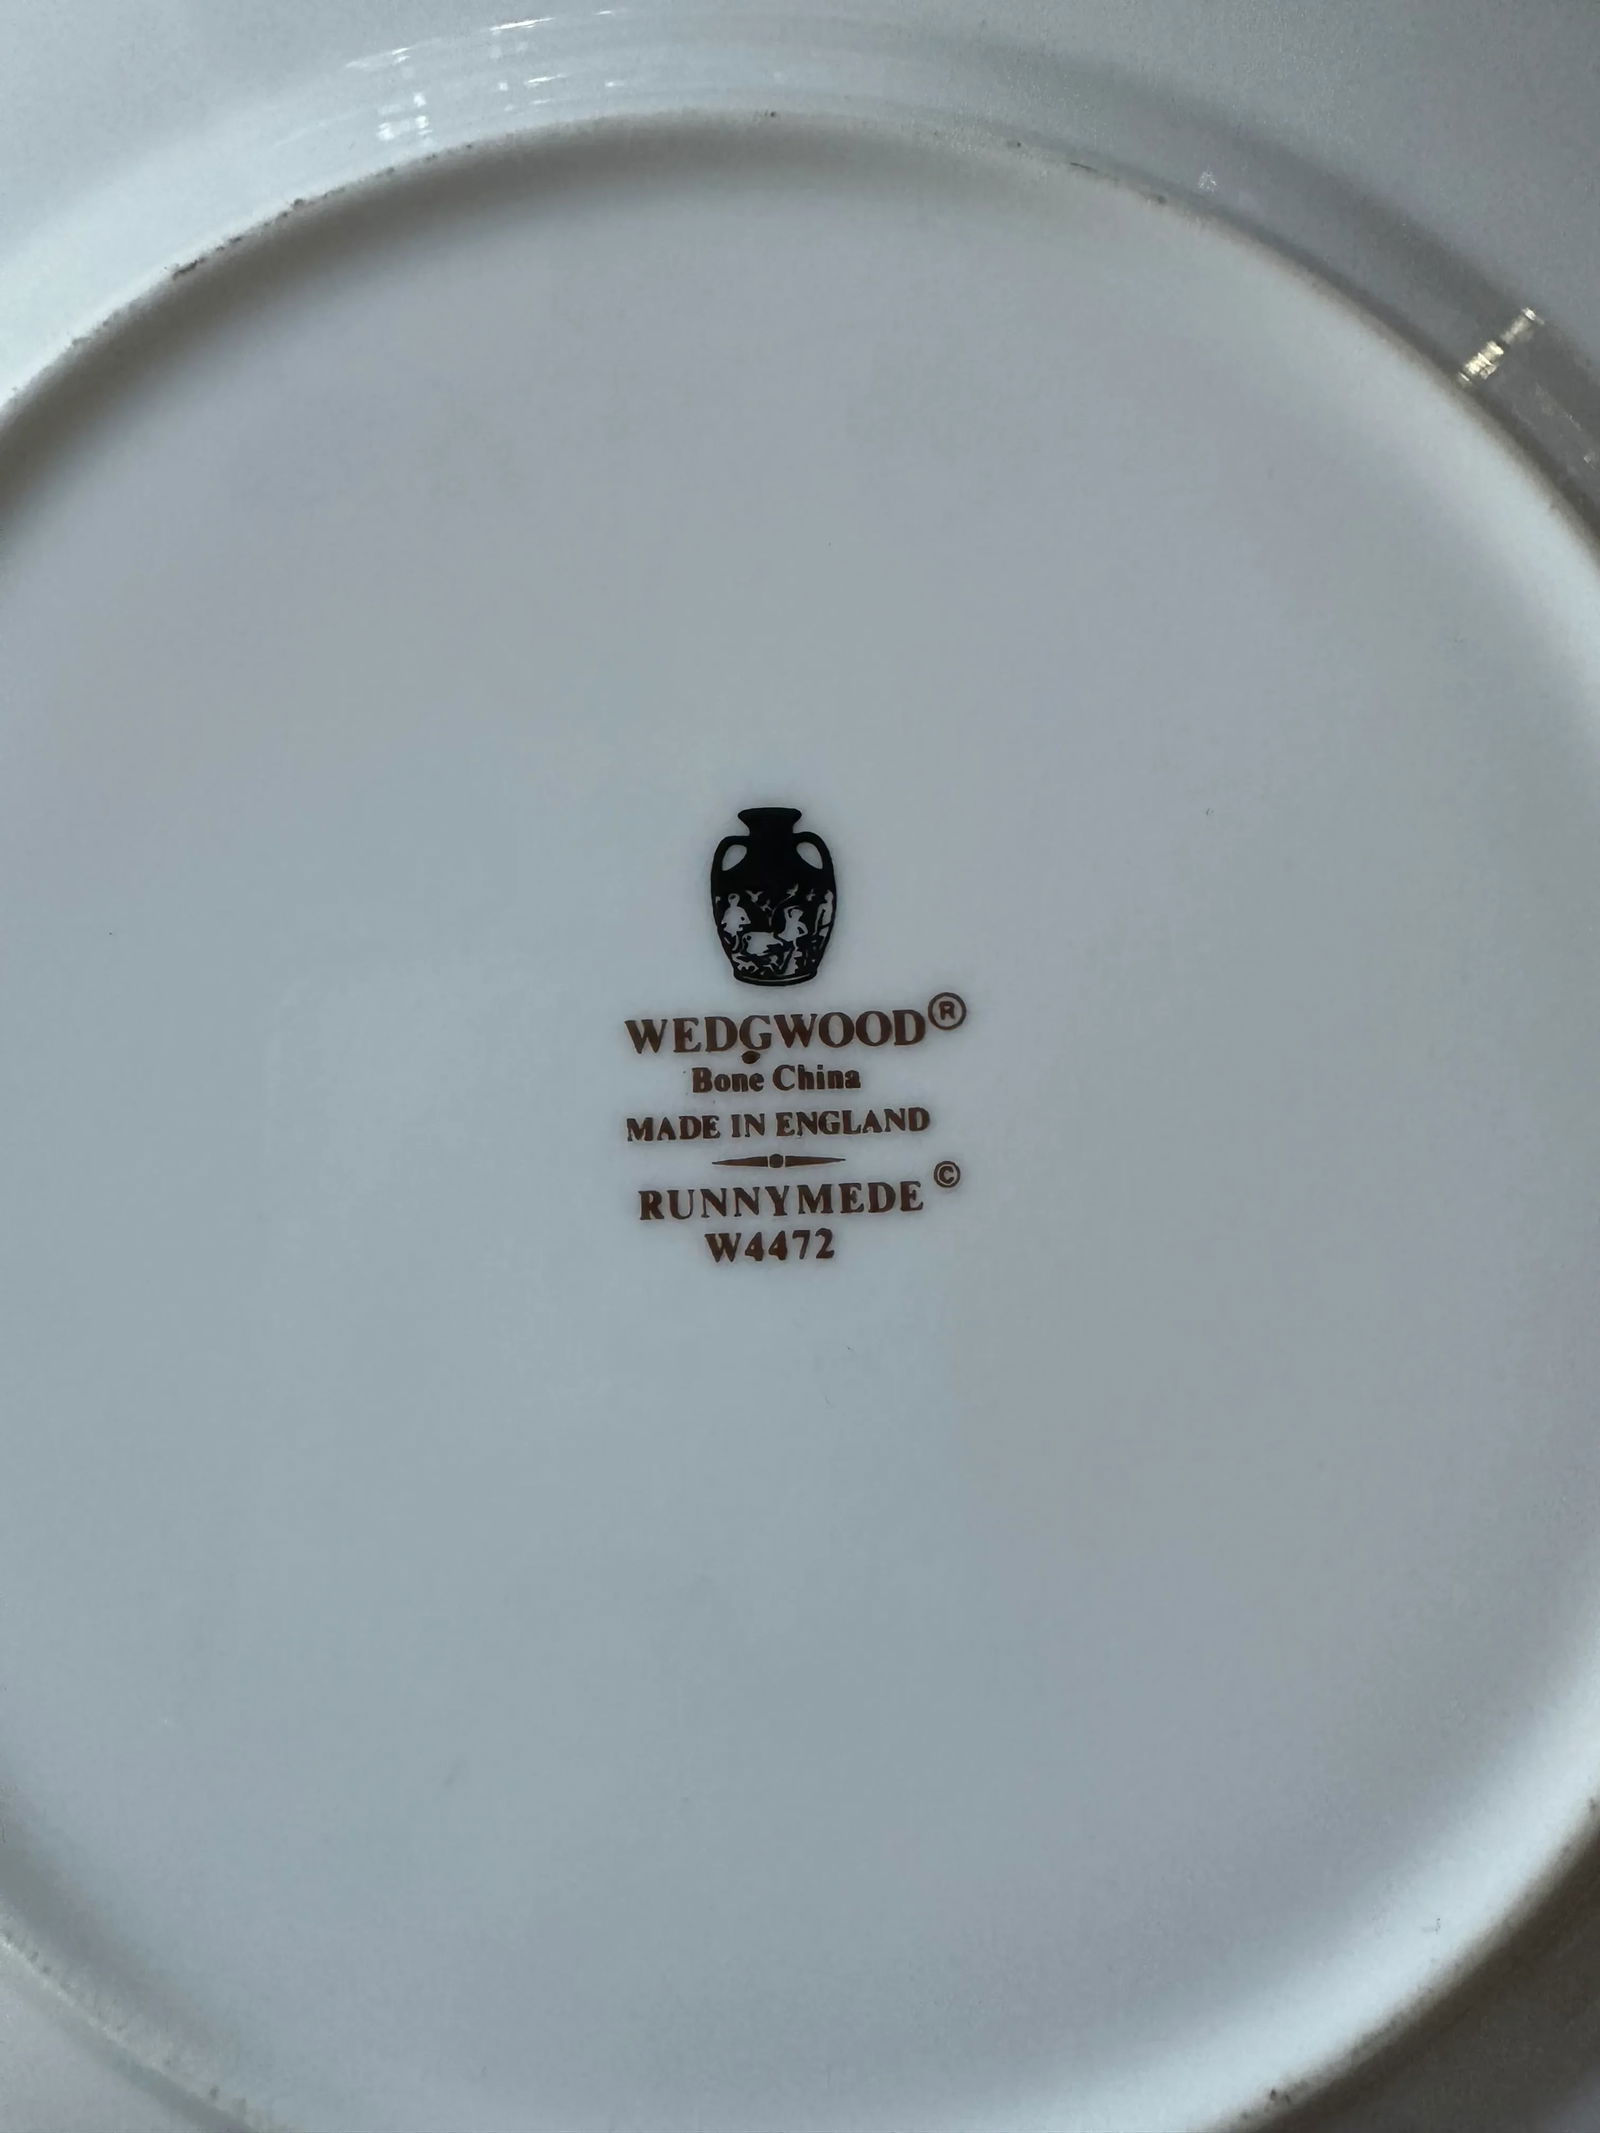 WEDGWOOD®
Bone China
MADE IN ENGLAND
RUNNYMEDE ©
W4472